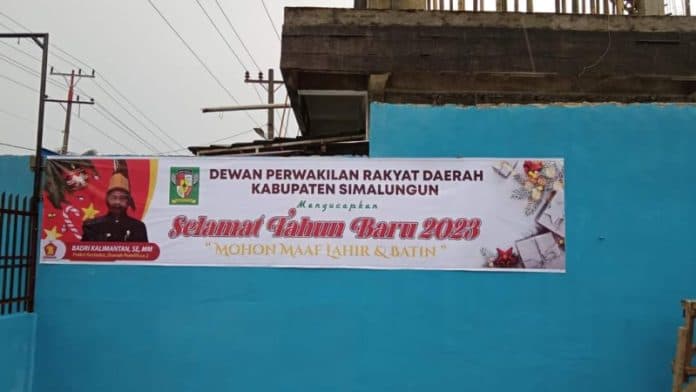 DEWAN PERWAKILAN RAKYAT DAERAH
KABUPATEN SIMALUNGUN
Mengucapkan
Selamat Tahun Baru 2023
“ MOHON MAAF LAHIR & BATIN ”
BADRI KALIMANTAN, SE, MM